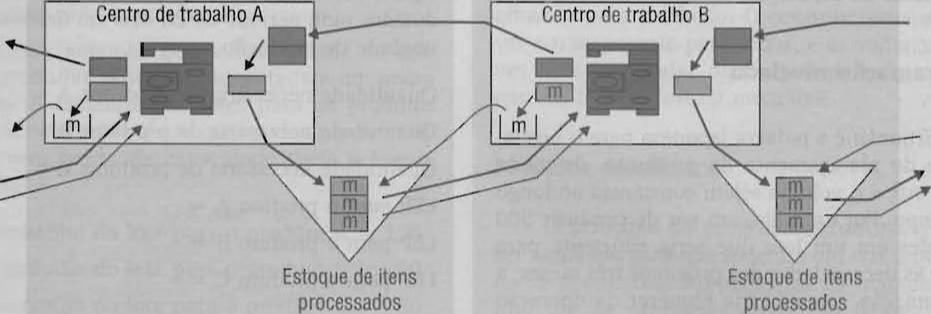 Centro de trabalho A
Centro de trabalho B
m
m
m
m
m
m
m
m
m
Estoque de itens
processados
Estoque de itens
processados